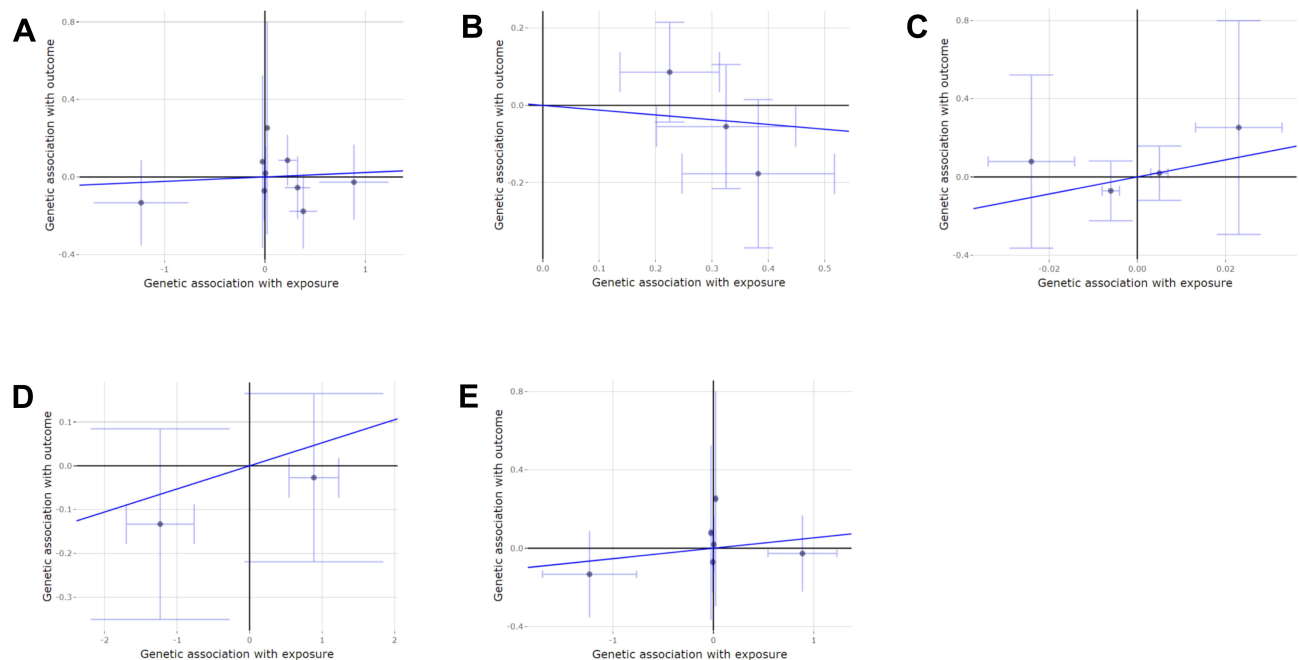 A
Genetic association with outcome
0.8
0.4
0.0
-0.4
-1
0
1
Genetic association with exposure
B
Genetic association with outcome
0.2
0.0
-0.2
0.0
0.1
0.2
0.3
0.4
0.5
Genetic association with exposure
C
Genetic association with outcome
0.8
0.4
0.0
-0.4
-0.02
0.00
0.02
Genetic association with exposure
D
Genetic association with outcome
0.1
0.0
-0.1
-0.2
-0.3
-2
-1
0
1
2
Genetic association with exposure
E
Genetic association with outcome
0.8
0.4
0.0
-0.4
-1
0
1
Genetic association with exposure